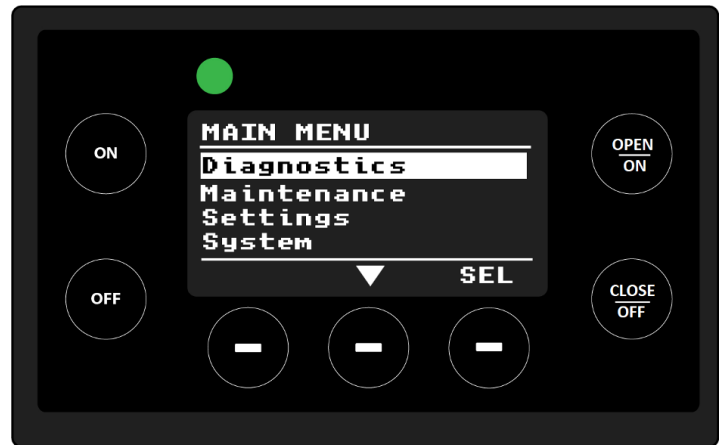 MAIN MENU
ON
OPEN
ON
Diagnostics
Maintenance
Settings
System
SEL
OFF
CLOSE
OFF